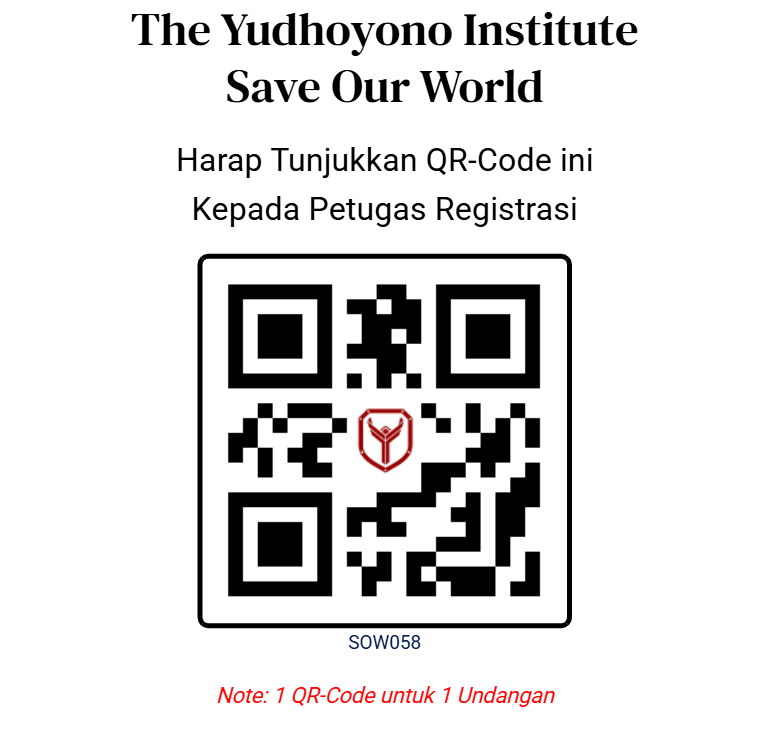 The Yudhoyono Institute
Save Our World
Harap Tunjukkan QR-Code ini
Kepada Petugas Registrasi
SOW058
Note: 1 QR-Code untuk 1 Undangan